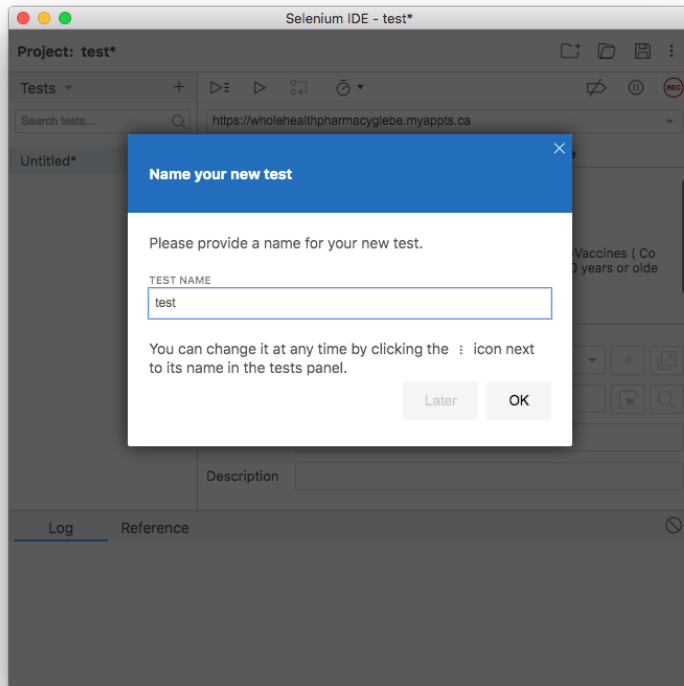 Selenium IDE - test*
Project: test*
Tests
Search tests...
https://wholehealthpharmacyglebe.myappts.ca
REC
Untitled*
Name your new test
Please provide a name for your new test.
TEST NAME
test
You can change it at any time by clicking the ⋮ icon next
to its name in the tests panel.
Later
OK
Vaccines ( Co
years or olde
//
Description
Log
Reference